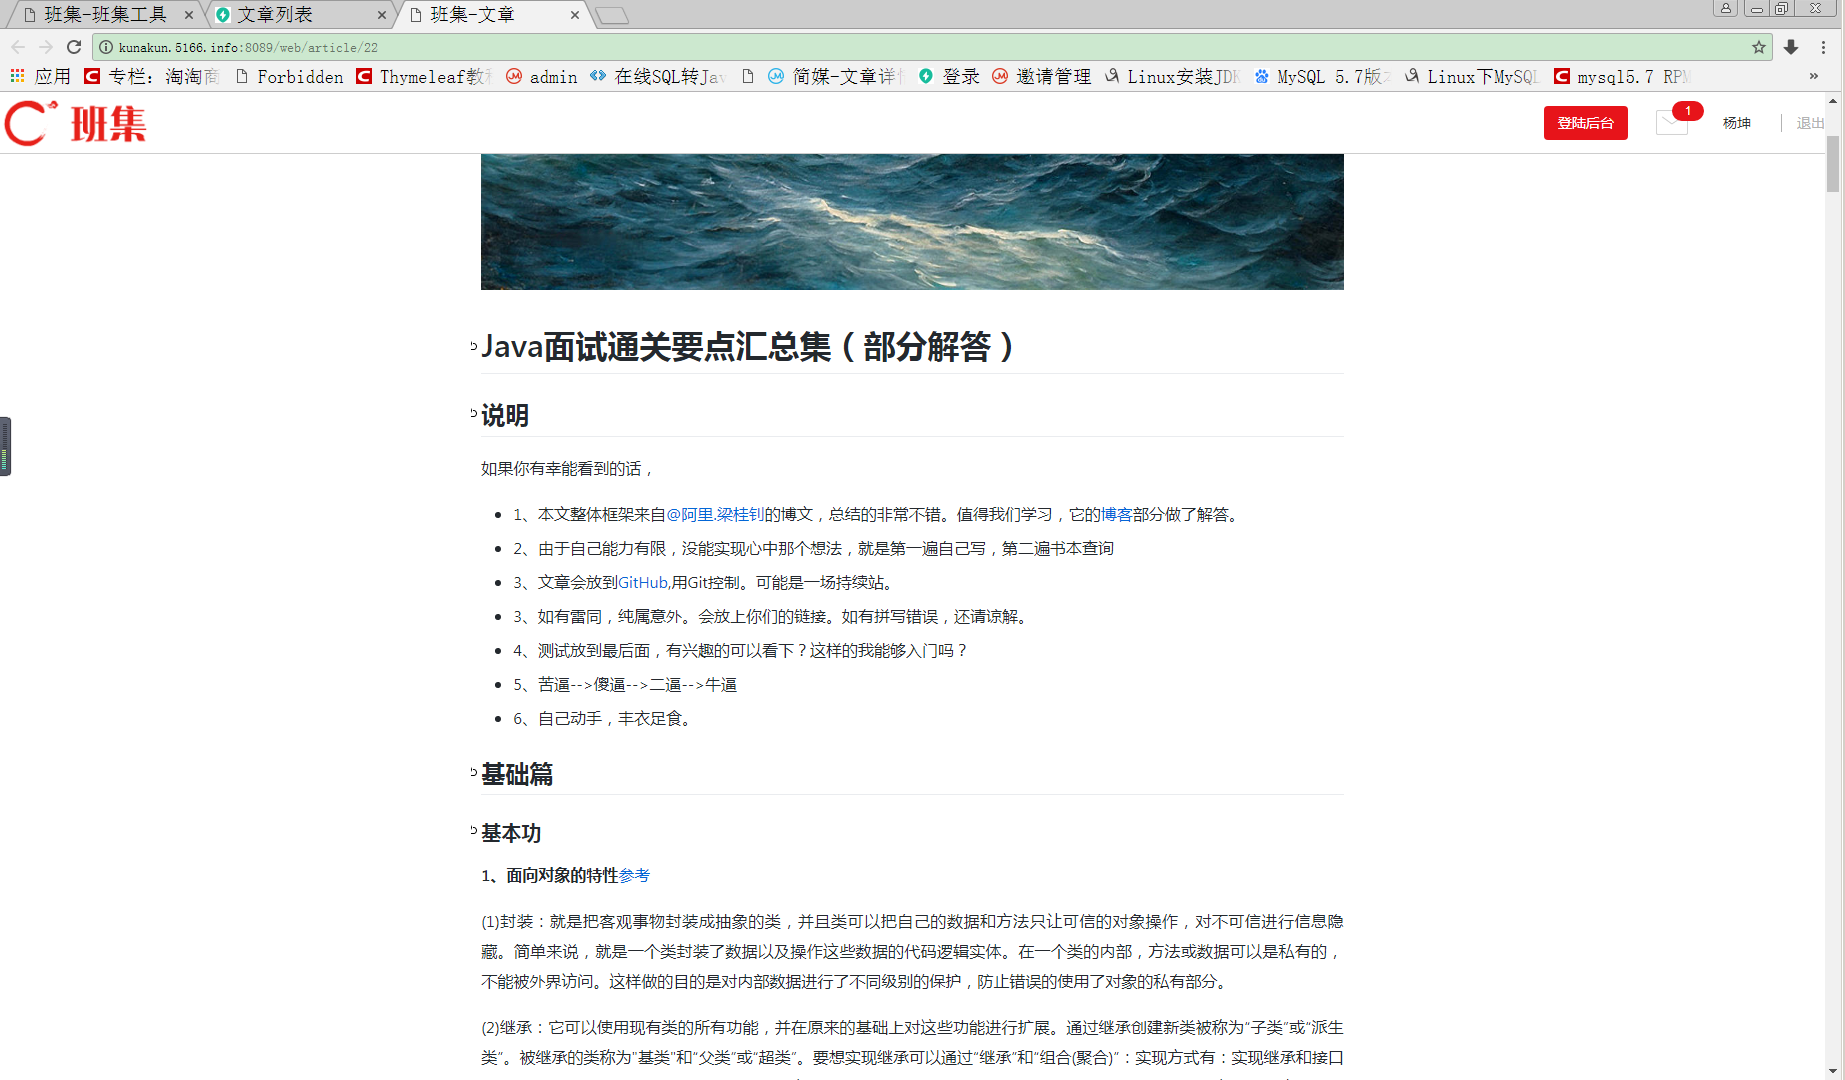 班集-班集工具
文章列表
班集-文章
kunakun.5166.info:8089/web/article/22
应用 专栏：淘淘商 Forbidden Thymeleaf教程 admin 在线SQL转Jav 简媒-文章详情 登录 邀请管理 Linux安装JDK MySQL 5.7版 Linux下MySQL mysql5.7 RPM »
班集
登陆后台 1 杨坤 退出
Java面试通关要点汇总集（部分解答）
说明
如果你有幸能看到的话，
1、本文整体框架来自@阿里.梁桂钊的博文，总结的非常不错。值得我们学习，它的博客部分做了解答。
2、由于自己能力有限，没能实现心中那个想法，就是第一遍自己写，第二遍书本查询
3、文章会放到GitHub,用Git控制。可能是一场持续站。
3、如有雷同，纯属意外。会放上你们的链接。如有拼写错误，还请谅解。
4、测试放到最后面，有兴趣的可以看下？这样的我能够入门吗？
5、苦逼-->傻逼-->二逼-->牛逼
6、自己动手，丰衣足食。
基础篇
基本功
1、面向对象的特性参考
(1)封装：就是把客观事物封装成抽象的类，并且类可以把自己的数据和方法只让可信的对象操作，对不可信进行信息隐
藏。简单来说，就是一个类封装了数据以及操作这些数据的代码逻辑实体。在一个类的内部，方法或数据可以是私有的，
不能被外界访问。这样做的目的是对内部数据进行了不同级别的保护，防止错误的使用了对象的私有部分。
(2)继承：它可以使用现有类的所有功能，并在原来的基础上对这些功能进行扩展。通过继承创建新类被称为"子类"或"派生
类"。被继承的类称为"基类"和"父类"或"超类"。要想实现继承可以通过"继承"和"组合(聚合)"：实现方式有：实现继承和接口